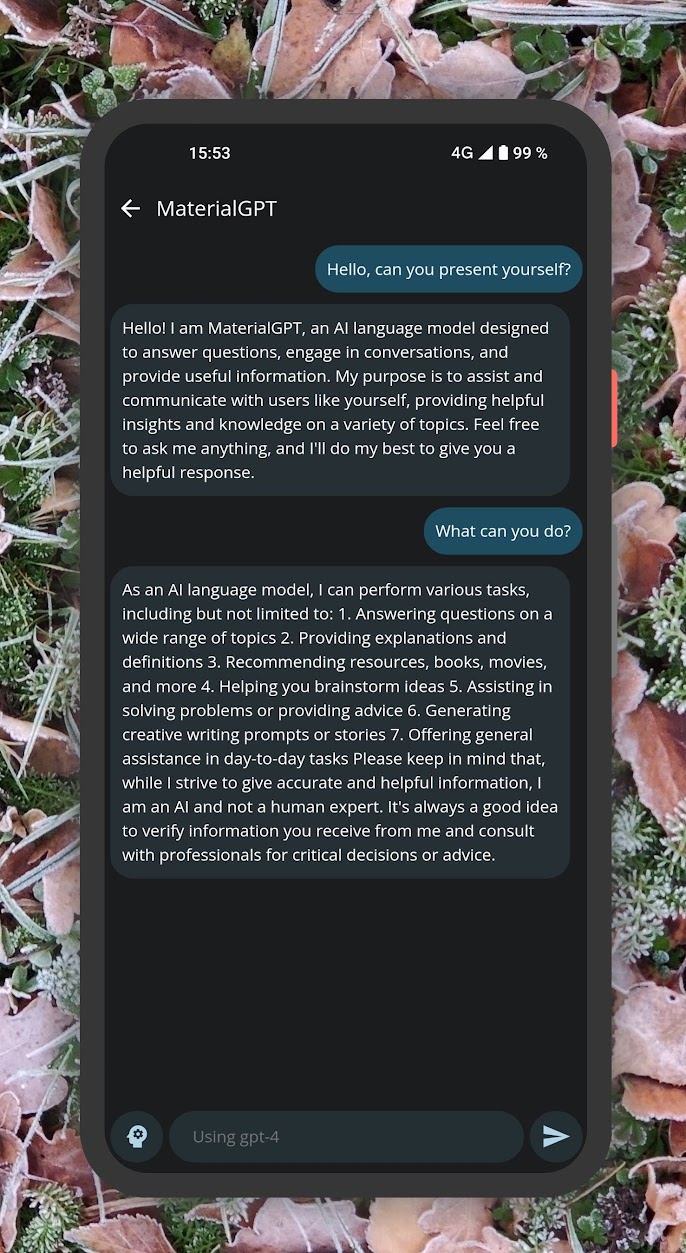 15:53 4G 99 %
MaterialGPT
Hello, can you present yourself?
Hello! I am MaterialGPT, an AI language model designed
to answer questions, engage in conversations, and
provide useful information. My purpose is to assist and
communicate with users like yourself, providing helpful
insights and knowledge on a variety of topics. Feel free
to ask me anything, and I'll do my best to give you a
helpful response.
What can you do?
As an AI language model, I can perform various tasks,
including but not limited to: 1. Answering questions on a
wide range of topics 2. Providing explanations and
definitions 3. Recommending resources, books, movies,
and more 4. Helping you brainstorm ideas 5. Assisting in
solving problems or providing advice 6. Generating
creative writing prompts or stories 7. Offering general
assistance in day-to-day tasks Please keep in mind that,
while I strive to give accurate and helpful information, I
am an AI and not a human expert. It's always a good idea
to verify information you receive from me and consult
with professionals for critical decisions or advice.
Using gpt-4